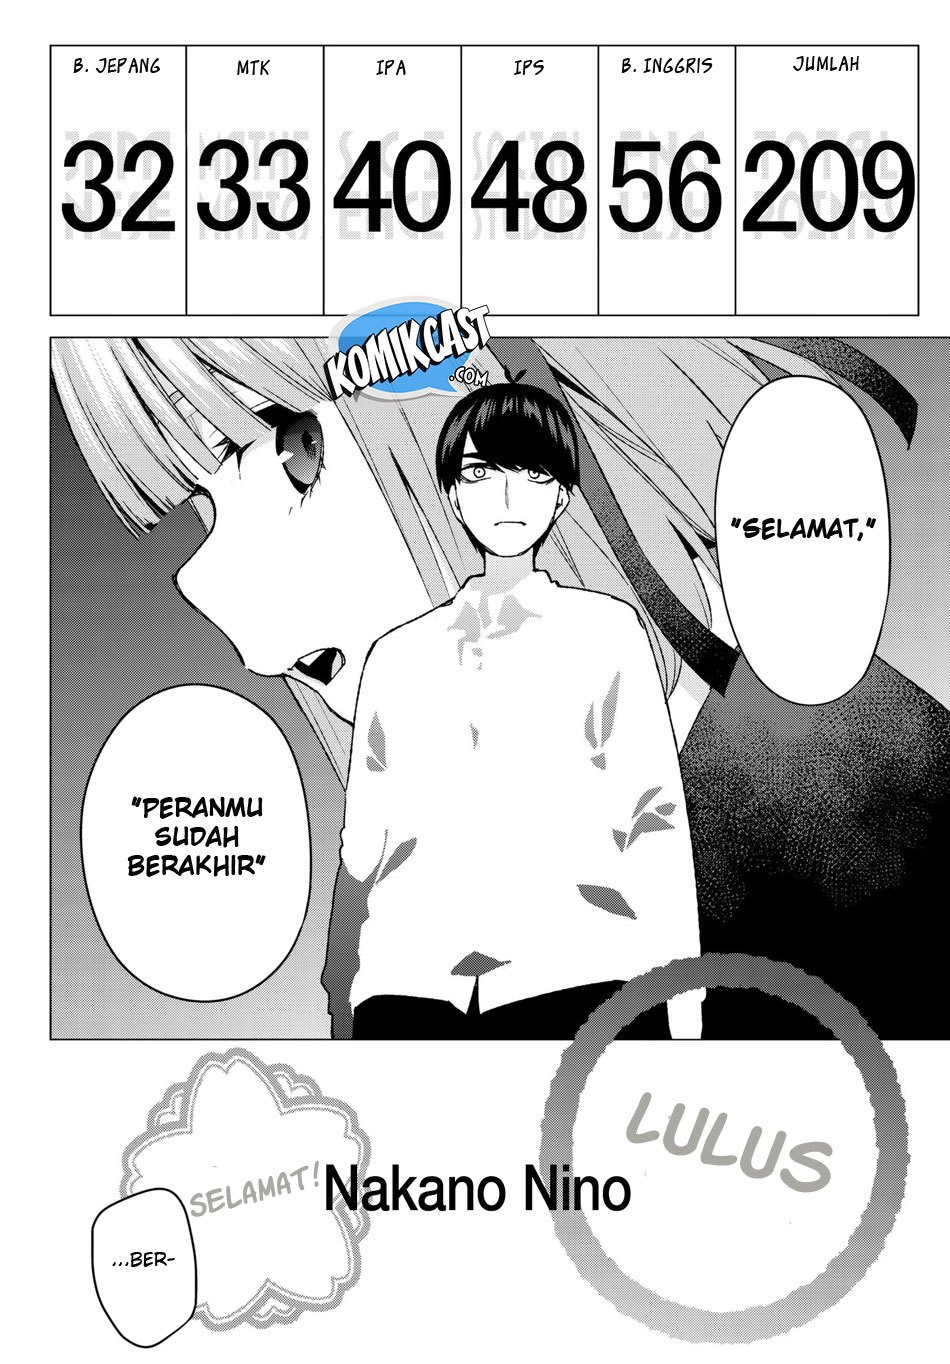 B. JEPANG MTK IPA IPS B. INGGRIS JUMLAH
32 33 40 48 56 209
KOMIKCAST
.COM
"SELAMAT,"
"PERANMU
SUDAH
BERAKHIR"
LULUS
SELAMAT!
Nakano Nino
...BER-